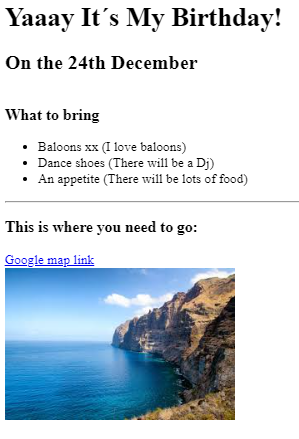 Yaaay It´s My Birthday!
On the 24th December
What to bring
• Baloons xx (I love baloons)
• Dance shoes (There will be a Dj)
• An appetite (There will be lots of food)
This is where you need to go:
Google map link